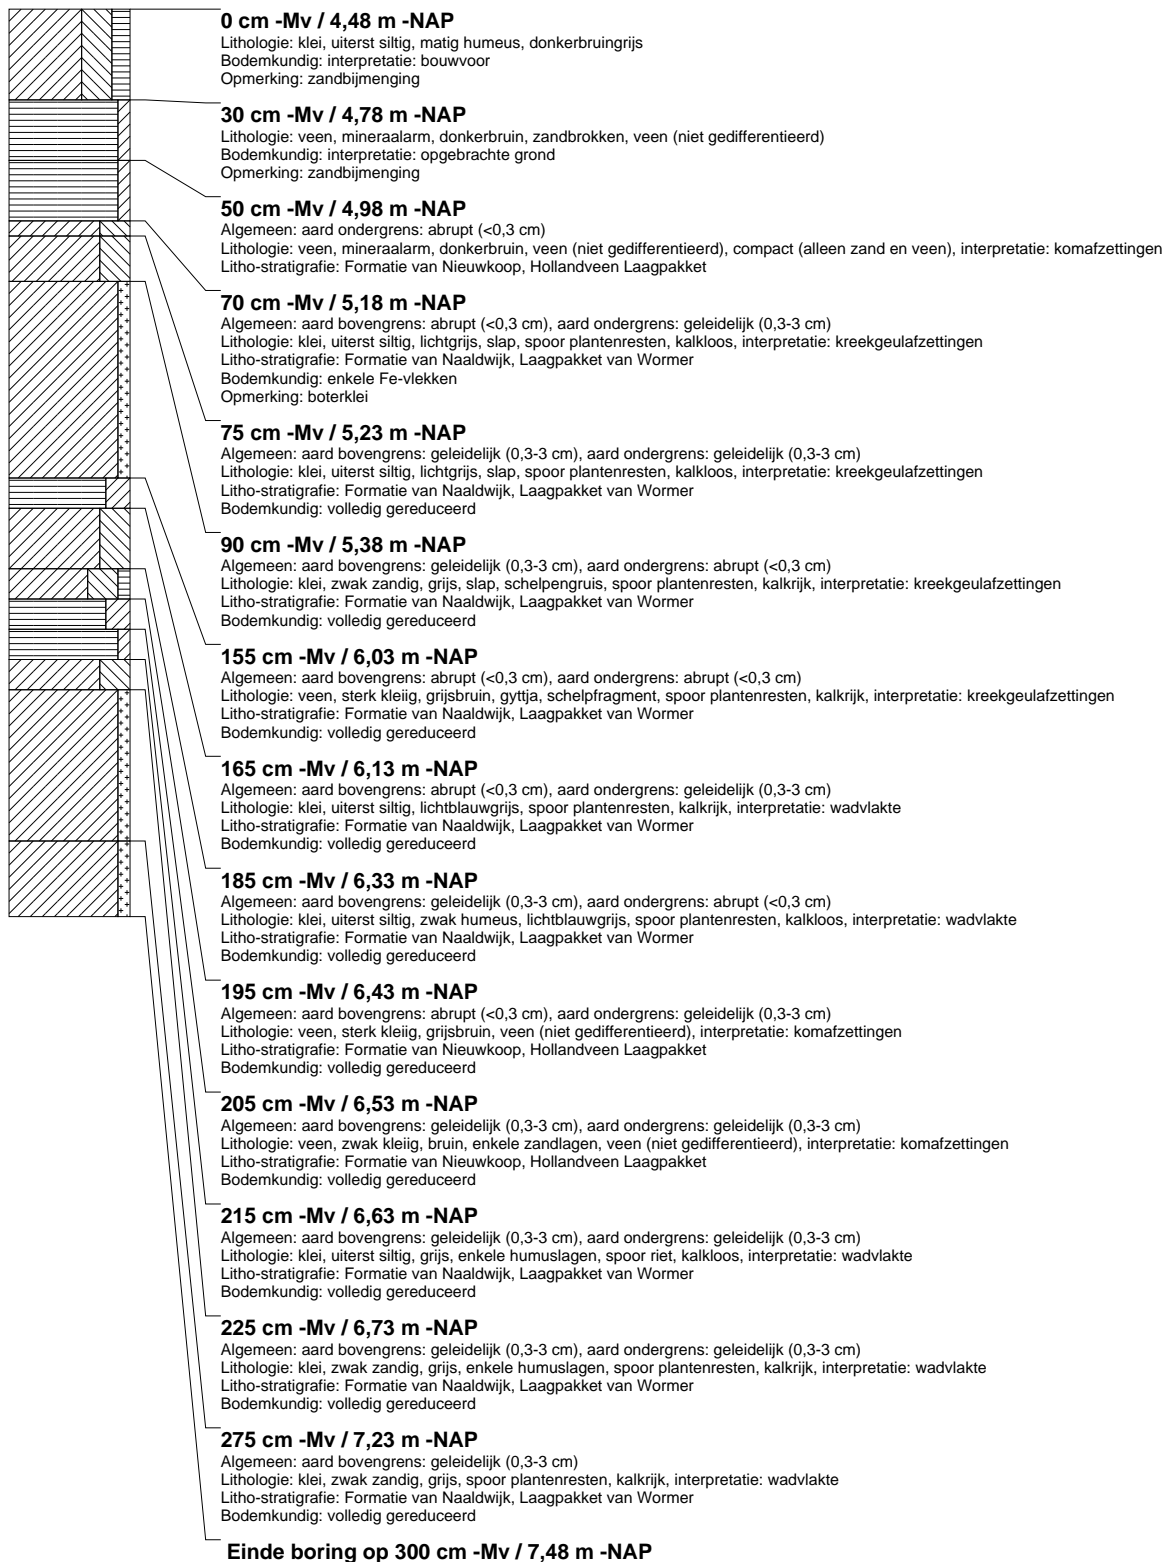 0 cm -Mv / 4,48 m -NAP
Lithologie: klei, uiterst siltig, matig humeus, donkerbruingrijs
Bodemkundig: interpretatie: bouwvoor
Opmerking: zandbijmenging
30 cm -Mv / 4,78 m -NAP
Lithologie: veen, mineraalarm, donkerbruin, zandbrokken, veen (niet gedifferentieerd)
Bodemkundig: interpretatie: opgebrachte grond
Opmerking: zandbijmenging
50 cm -Mv / 4,98 m -NAP
Algemeen: aard ondergrens: abrupt (<0,3 cm)
Lithologie: veen, mineraalarm, donkerbruin, veen (niet gedifferentieerd), compact (alleen zand en veen), interpretatie: komafzettingen
Litho-stratigrafie: Formatie van Nieuwkoop, Hollandveen Laagpakket
70 cm -Mv / 5,18 m -NAP
Algemeen: aard bovengrens: abrupt (<0,3 cm), aard ondergrens: geleidelijk (0,3-3 cm)
Lithologie: klei, uiterst siltig, lichtgrijs, slap, spoor plantenresten, kalkloos, interpretatie: kreekgeulafzettingen
Litho-stratigrafie: Formatie van Naaldwijk, Laagpakket van Wormer
Bodemkundig: enkele Fe-vlekken
Opmerking: boterklei
75 cm -Mv / 5,23 m -NAP
Algemeen: aard bovengrens: geleidelijk (0,3-3 cm), aard ondergrens: geleidelijk (0,3-3 cm)
Lithologie: klei, uiterst siltig, lichtgrijs, slap, spoor plantenresten, kalkloos, interpretatie: kreekgeulafzettingen
Litho-stratigrafie: Formatie van Naaldwijk, Laagpakket van Wormer
Bodemkundig: volledig gereduceerd
90 cm -Mv / 5,38 m -NAP
Algemeen: aard bovengrens: geleidelijk (0,3-3 cm), aard ondergrens: abrupt (<0,3 cm)
Lithologie: klei, zwak zandig, grijs, slap, schelpengruis, spoor plantenresten, kalkrijk, interpretatie: kreekgeulafzettingen
Litho-stratigrafie: Formatie van Naaldwijk, Laagpakket van Wormer
Bodemkundig: volledig gereduceerd
155 cm -Mv / 6,03 m -NAP
Algemeen: aard bovengrens: abrupt (<0,3 cm), aard ondergrens: abrupt (<0,3 cm)
Lithologie: veen, sterk kleiig, grijsbruin, gyttja, schelpfragment, spoor plantenresten, kalkrijk, interpretatie: kreekgeulafzettingen
Litho-stratigrafie: Formatie van Naaldwijk, Laagpakket van Wormer
Bodemkundig: volledig gereduceerd
165 cm -Mv / 6,13 m -NAP
Algemeen: aard bovengrens: abrupt (<0,3 cm), aard ondergrens: geleidelijk (0,3-3 cm)
Lithologie: klei, uiterst siltig, lichtblauwgrijs, spoor plantenresten, kalkrijk, interpretatie: wadvlakte
Litho-stratigrafie: Formatie van Naaldwijk, Laagpakket van Wormer
Bodemkundig: volledig gereduceerd
185 cm -Mv / 6,33 m -NAP
Algemeen: aard bovengrens: geleidelijk (0,3-3 cm), aard ondergrens: abrupt (<0,3 cm)
Lithologie: klei, uiterst siltig, zwak humeus, lichtblauwgrijs, spoor plantenresten, kalkloos, interpretatie: wadvlakte
Litho-stratigrafie: Formatie van Naaldwijk, Laagpakket van Wormer
Bodemkundig: volledig gereduceerd
195 cm -Mv / 6,43 m -NAP
Algemeen: aard bovengrens: abrupt (<0,3 cm), aard ondergrens: geleidelijk (0,3-3 cm)
Lithologie: veen, sterk kleiig, grijsbruin, veen (niet gedifferentieerd), interpretatie: komafzettingen
Litho-stratigrafie: Formatie van Nieuwkoop, Hollandveen Laagpakket
Bodemkundig: volledig gereduceerd
205 cm -Mv / 6,53 m -NAP
Algemeen: aard bovengrens: geleidelijk (0,3-3 cm), aard ondergrens: geleidelijk (0,3-3 cm)
Lithologie: veen, zwak kleiig, bruin, enkele zandlagen, veen (niet gedifferentieerd), interpretatie: komafzettingen
Litho-stratigrafie: Formatie van Nieuwkoop, Hollandveen Laagpakket
Bodemkundig: volledig gereduceerd
215 cm -Mv / 6,63 m -NAP
Algemeen: aard bovengrens: geleidelijk (0,3-3 cm), aard ondergrens: geleidelijk (0,3-3 cm)
Lithologie: klei, uiterst siltig, grijs, enkele humuslagen, spoor riet, kalkloos, interpretatie: wadvlakte
Litho-stratigrafie: Formatie van Naaldwijk, Laagpakket van Wormer
Bodemkundig: volledig gereduceerd
225 cm -Mv / 6,73 m -NAP
Algemeen: aard bovengrens: geleidelijk (0,3-3 cm), aard ondergrens: geleidelijk (0,3-3 cm)
Lithologie: klei, zwak zandig, grijs, enkele humuslagen, spoor plantenresten, kalkrijk, interpretatie: wadvlakte
Litho-stratigrafie: Formatie van Naaldwijk, Laagpakket van Wormer
Bodemkundig: volledig gereduceerd
275 cm -Mv / 7,23 m -NAP
Algemeen: aard bovengrens: geleidelijk (0,3-3 cm)
Lithologie: klei, zwak zandig, grijs, spoor plantenresten, kalkrijk, interpretatie: wadvlakte
Litho-stratigrafie: Formatie van Naaldwijk, Laagpakket van Wormer
Bodemkundig: volledig gereduceerd
Einde boring op 300 cm -Mv / 7,48 m -NAP